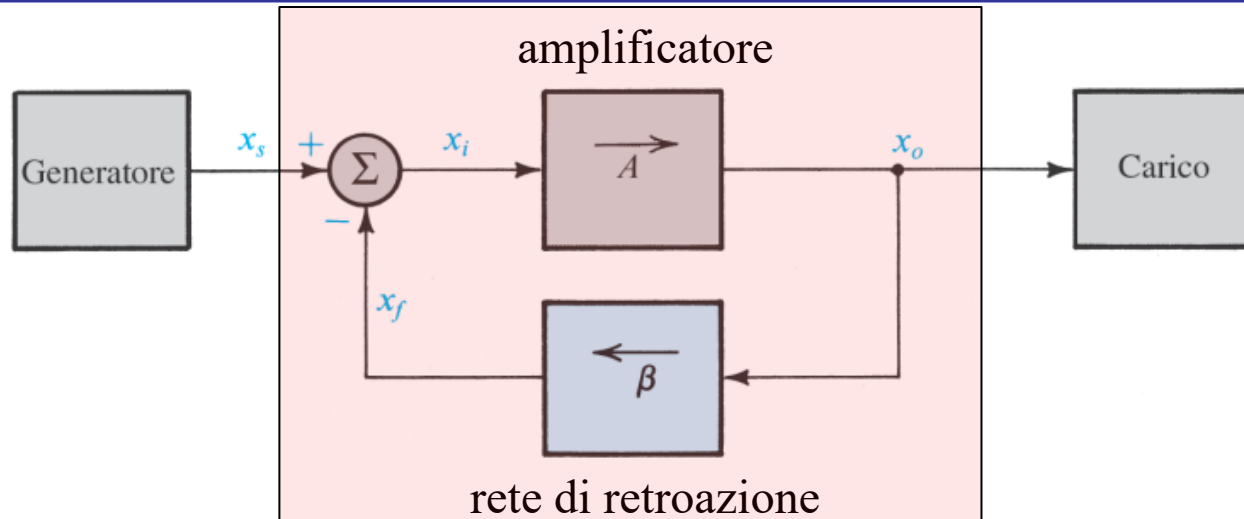 amplificatore
Generatore
x_s
+
Σ
−
x_i
A
x_o
Carico
x_f
β
rete di retroazione